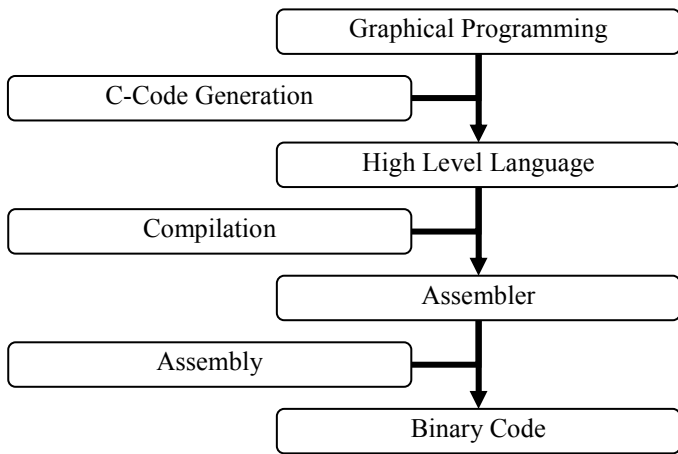 Graphical Programming
C-Code Generation
High Level Language
Compilation
Assembler
Assembly
Binary Code